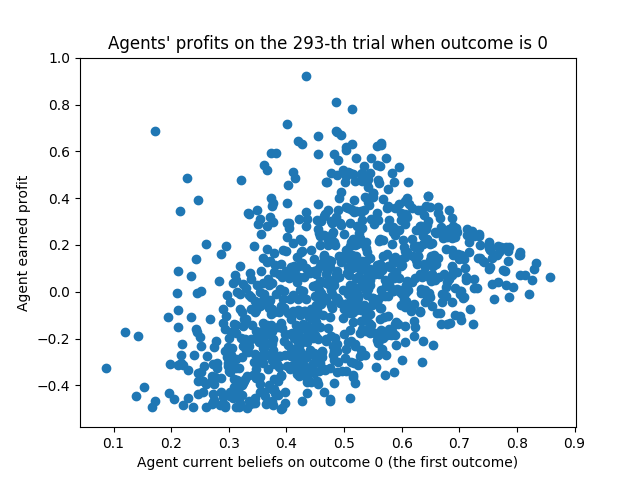 Agents' profits on the 293-th trial when outcome is 0
1.0
0.8
0.6
0.4
0.2
0.0
−0.2
−0.4
Agent earned profit
0.1 0.2 0.3 0.4 0.5 0.6 0.7 0.8 0.9
Agent current beliefs on outcome 0 (the first outcome)